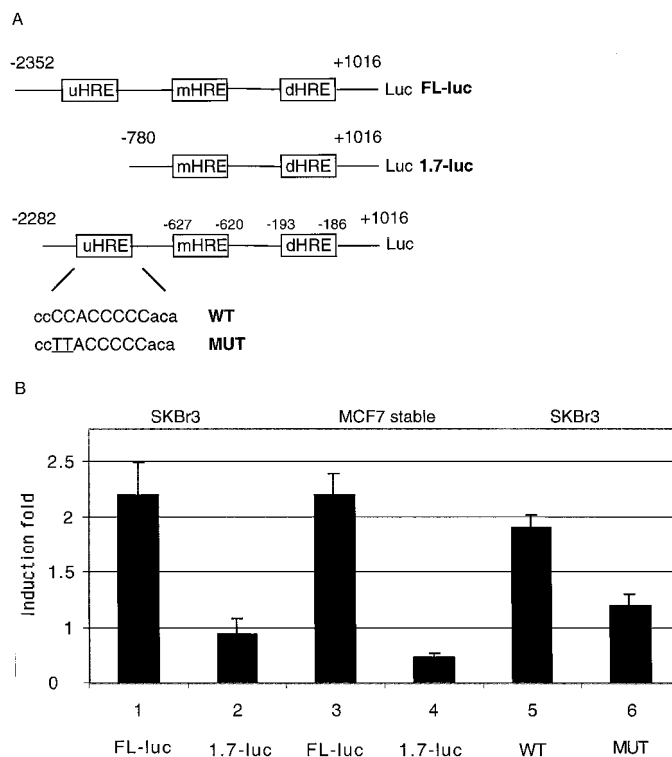 A
-2352 +1016
uHRE mHRE dHRE Luc FL-luc
-780 +1016
mHRE dHRE Luc 1.7-luc
-2282 -627 -620 -193 -186 +1016
uHRE mHRE dHRE Luc
ccCCACCCCCaca WT
ccTTACCCCCaca MUT
B
SKBr3 MCF7 stable SKBr3
Induction fold
2.5
2
1.5
1
0
1 2 3 4 5 6
FL-luc 1.7-luc FL-luc 1.7-luc WT MUT